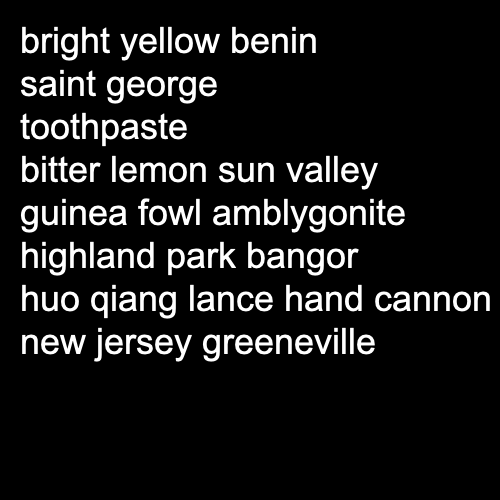 bright yellow benin
saint george
toothpaste
bitter lemon sun valley
guinea fowl amblygonite
highland park bangor
huo qiang lance hand cannon
new jersey greeneville